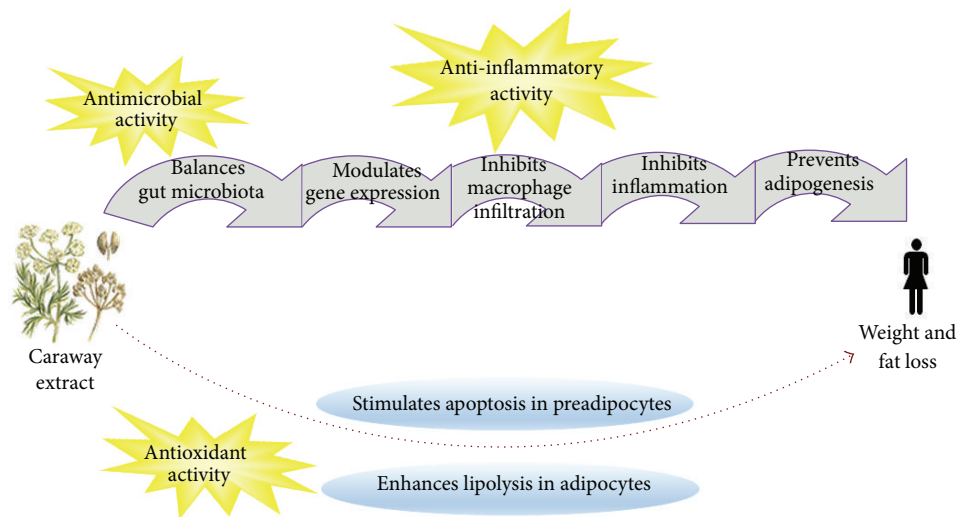 Antimicrobial
activity
Anti-inflammatory
activity
Balances
gut microbiota
Modulates
gene expression
Inhibits
macrophage
infiltration
Inhibits
inflammation
Prevents
adipogenesis
Caraway
extract
Weight and
fat loss
Stimulates apoptosis in preadipocytes
Antioxidant
activity
Enhances lipolysis in adipocytes